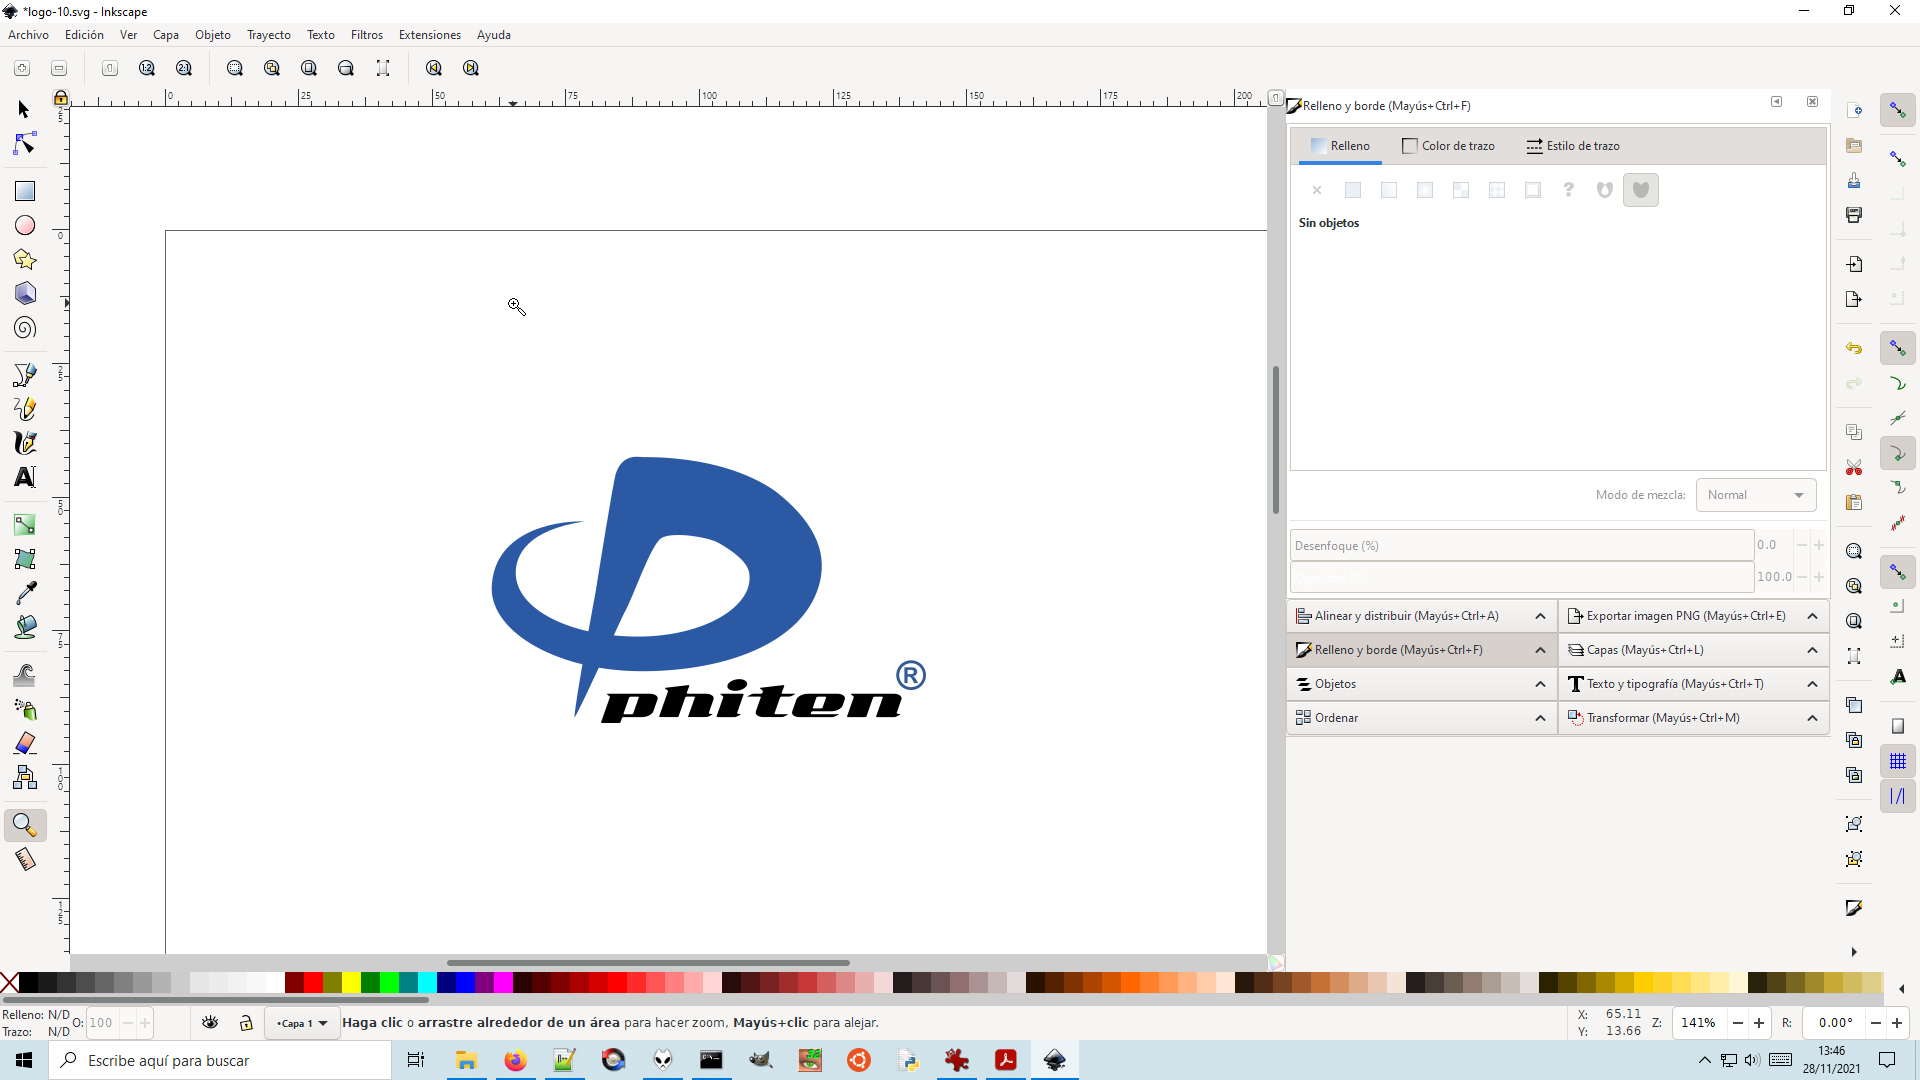 *logo-10.svg - Inkscape
Archivo Edición Ver Capa Objeto Trayecto Texto Filtros Extensiones Ayuda
1:2 2:1
0 25 50 75 100 125 150 175 200
Relleno y borde (Mayús+Ctrl+F)
Relleno Color de trazo Estilo de trazo
Sin objetos
Modo de mezcla: Normal
Desenfoque (%) 0.0
100.0
Alinear y distribuir (Mayús+Ctrl+A) Exportar imagen PNG (Mayús+Ctrl+E)
Relleno y borde (Mayús+Ctrl+F) Capas (Mayús+Ctrl+L)
Objetos Texto y tipografía (Mayús+Ctrl+T)
Ordenar Transformar (Mayús+Ctrl+M)
phiten®
Relleno: N/D O: 100
Trazo: N/D
•Capa 1
Haga clic o arrastre alrededor de un área para hacer zoom, Mayús+clic para alejar.
X: 65.11
Y: 13.66
Z: 141% R: 0.00°
Escribe aquí para buscar
13:46
28/11/2021